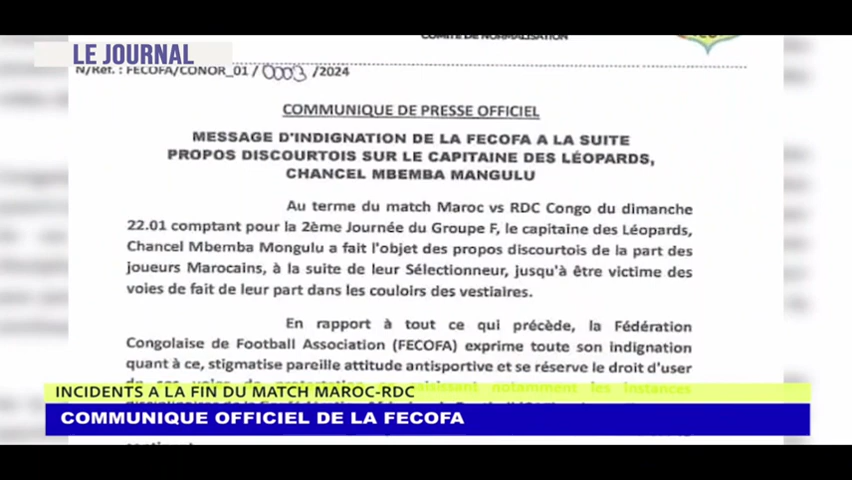 COMITE DE NORMALISATION
LE JOURNAL
N/Réf. : FECOFA/CONOR_01/0003/2024
COMMUNIQUE DE PRESSE OFFICIEL
MESSAGE D'INDIGNATION DE LA FECOFA A LA SUITE
PROPOS DISCOURTOIS SUR LE CAPITAINE DES LÉOPARDS,
CHANCEL MBEMBA MANGULU
Au terme du match Maroc vs RDC Congo du dimanche
22.01 comptant pour la 2ème Journée du Groupe F, le capitaine des Léopards,
Chancel Mbemba Mongulu a fait l'objet des propos discourtois de la part des
joueurs Marocains, à la suite de leur Sélectionneur, jusqu'à être victime des
voies de fait de leur part dans les couloirs des vestiaires.
En rapport à tout ce qui précède, la Fédération
Congolaise de Football Association (FECOFA) exprime toute son indignation
quant à ce, stigmatise pareille attitude antisportive et se réserve le droit d'user
INCIDENTS A LA FIN DU MATCH MAROC-RDC
COMMUNIQUE OFFICIEL DE LA FECOFA